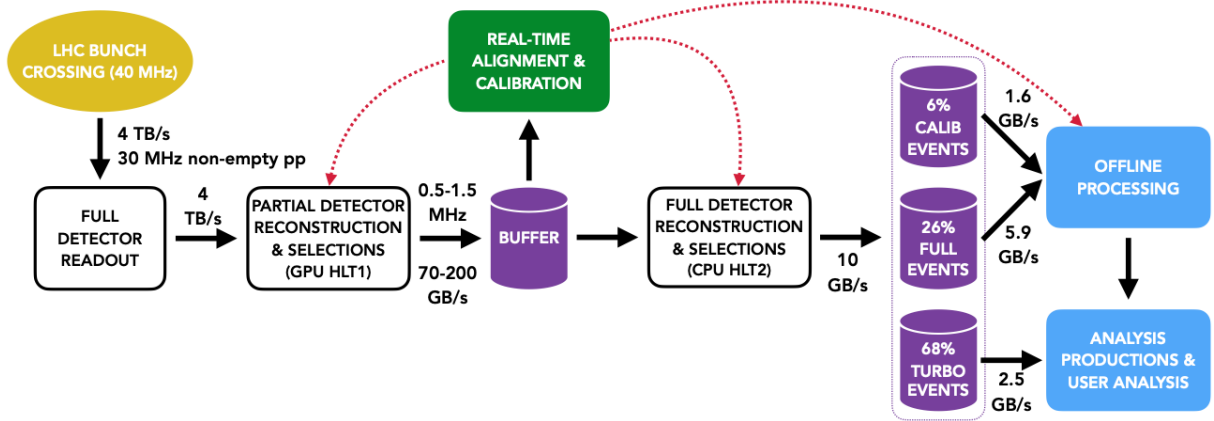 LHC BUNCH
CROSSING (40 MHz)
4 TB/s
30 MHz non-empty pp
FULL
DETECTOR
READOUT
4
TB/s
PARTIAL DETECTOR
RECONSTRUCTION
& SELECTIONS
(GPU HLT1)
0.5-1.5
MHz
70-200
GB/s
REAL-TIME
ALIGNMENT &
CALIBRATION
BUFFER
FULL DETECTOR
RECONSTRUCTION
& SELECTIONS
(CPU HLT2)
10
GB/s
6%
CALIB
EVENTS
1.6
GB/s
26%
FULL
EVENTS
5.9
GB/s
68%
TURBO
EVENTS
2.5
GB/s
OFFLINE
PROCESSING
ANALYSIS
PRODUCTIONS &
USER ANALYSIS